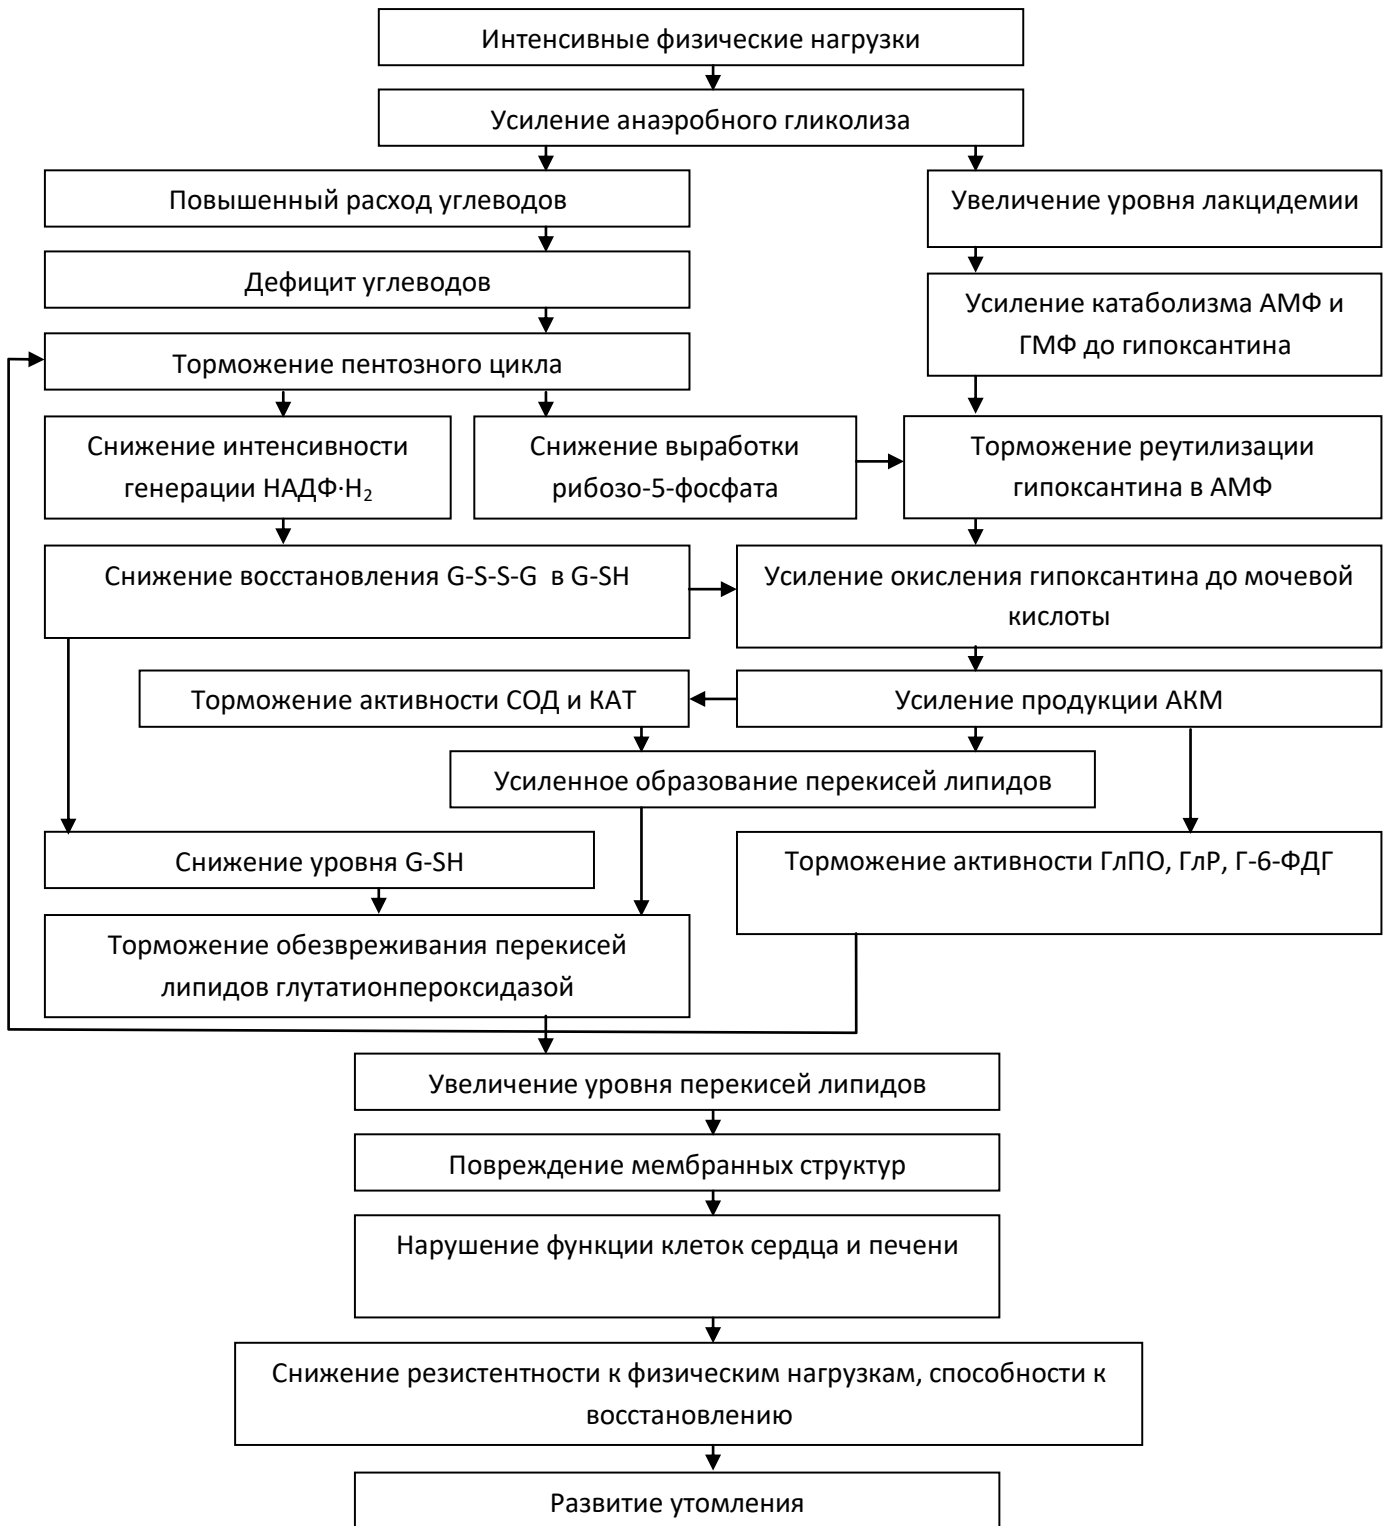 Интенсивные физические нагрузки
Усиление анаэробного гликолиза
Повышенный расход углеводов
Увеличение уровня лакцидемии
Дефицит углеводов
Усиление катаболизма АМФ и
ГМФ до гипоксантина
Торможение пентозного цикла
Снижение интенсивности
генерации НАДФ·Н₂
Снижение выработки
рибозо-5-фосфата
Торможение реутилизации
гипоксантина в АМФ
Снижение восстановления G-S-S-G в G-SH
Усиление окисления гипоксантина до мочевой
кислоты
Торможение активности СОД и КАТ
Усиление продукции АКМ
Усиленное образование перекисей липидов
Снижение уровня G-SH
Торможение активности ГлПО, ГлР, Г-6-ФДГ
Торможение обезвреживания перекисей
липидов глутатионпероксидазой
Увеличение уровня перекисей липидов
Повреждение мембранных структур
Нарушение функции клеток сердца и печени
Снижение резистентности к физическим нагрузкам, способности к
восстановлению
Развитие утомления